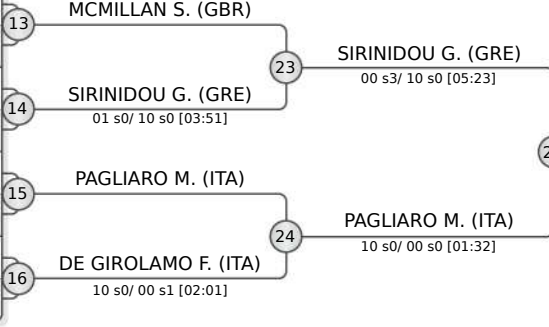 MCMILLAN S. (GBR)
13
23
SIRINIDOU G. (GRE)
00 s3/ 10 s0 [05:23]
SIRINIDOU G. (GRE)
14
01 s0/ 10 s0 [03:51]
2
PAGLIARO M. (ITA)
15
24
PAGLIARO M. (ITA)
10 s0/ 00 s0 [01:32]
DE GIROLAMO F. (ITA)
16
10 s0/ 00 s1 [02:01]